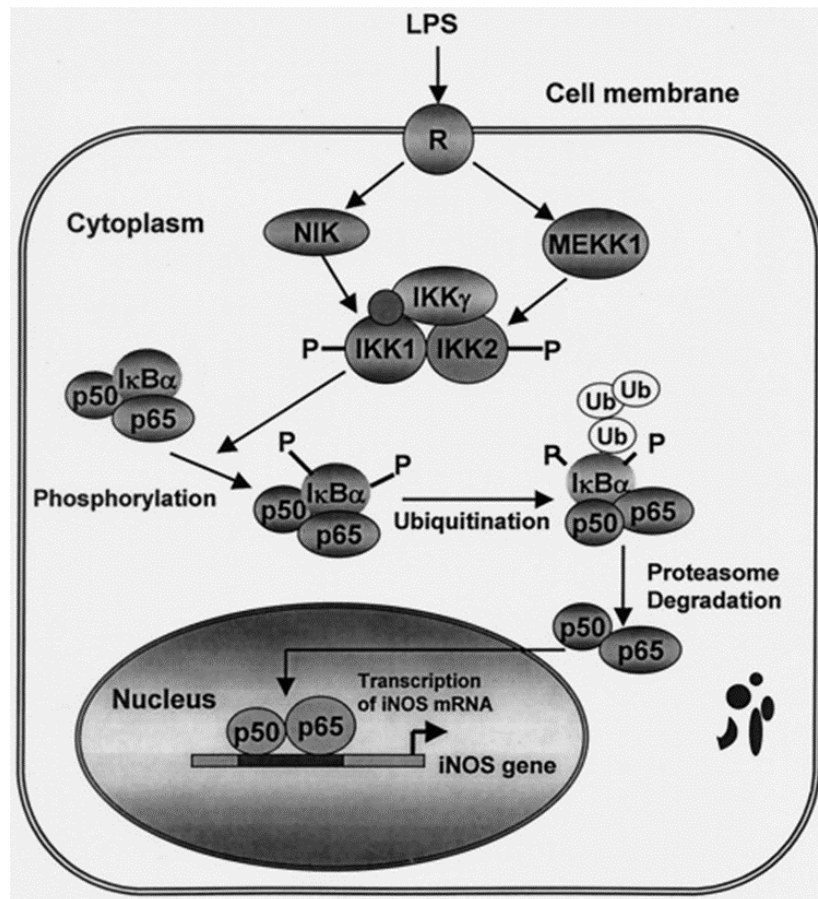 LPS
Cell membrane
R
Cytoplasm
NIK
MEKK1
IKKγ
P
IKK1
IKK2
P
p50
IκBα
p65
Ub
Ub
Ub
P
P
IκBα
p50
p65
Phosphorylation
Ubiquitination
P
P
IκBα
p50
p65
Proteasome
Degradation
p50
p65
Nucleus
Transcription
of iNOS mRNA
p50
p65
iNOS gene